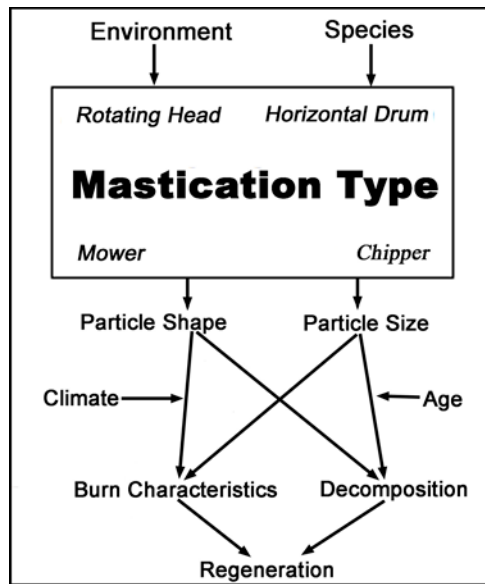 Environment Species
Rotating Head Horizontal Drum
Mastication Type
Mower Chipper
Particle Shape Particle Size
Climate Age
Burn Characteristics Decomposition
Regeneration